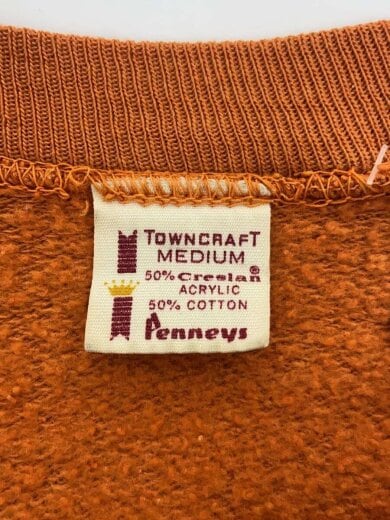 TOWNCRAFT
MEDIUM
50% Creslan®
ACRYLIC
50% COTTON
Penneys